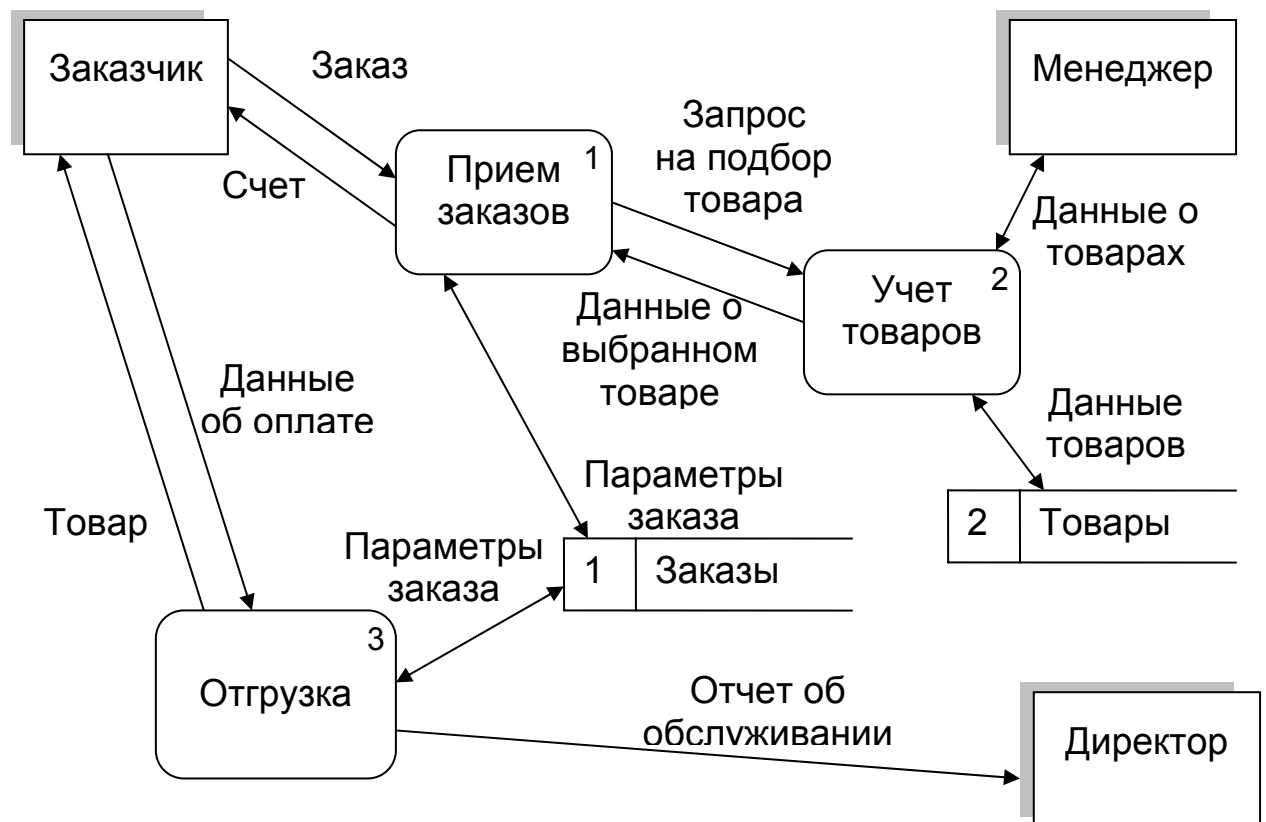 Заказчик
Заказ
Менеджер
Запрос
на подбор
товара
1
Прием
заказов
Счет
Данные о
товарах
2
Учет
товаров
Данные о
выбранном
товаре
Данные
об оплате
Данные
товаров
Параметры
заказа
Товар
2
Товары
Параметры
заказа
1
Заказы
3
Отгрузка
Отчет об
обслуживании
Директор